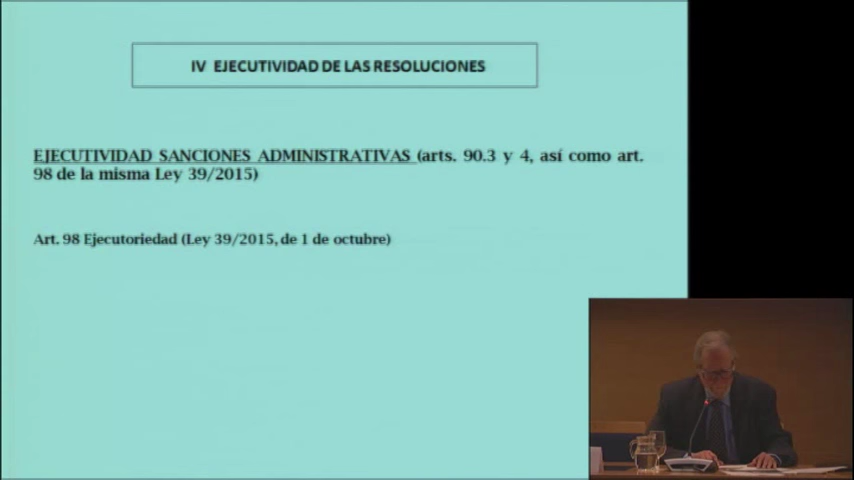 IV EJECUTIVIDAD DE LAS RESOLUCIONES
EJECUTIVIDAD SANCIONES ADMINISTRATIVAS (arts. 90.3 y 4, así como art.
98 de la misma Ley 39/2015)
Art. 98 Ejecutoriedad (Ley 39/2015, de 1 de octubre)